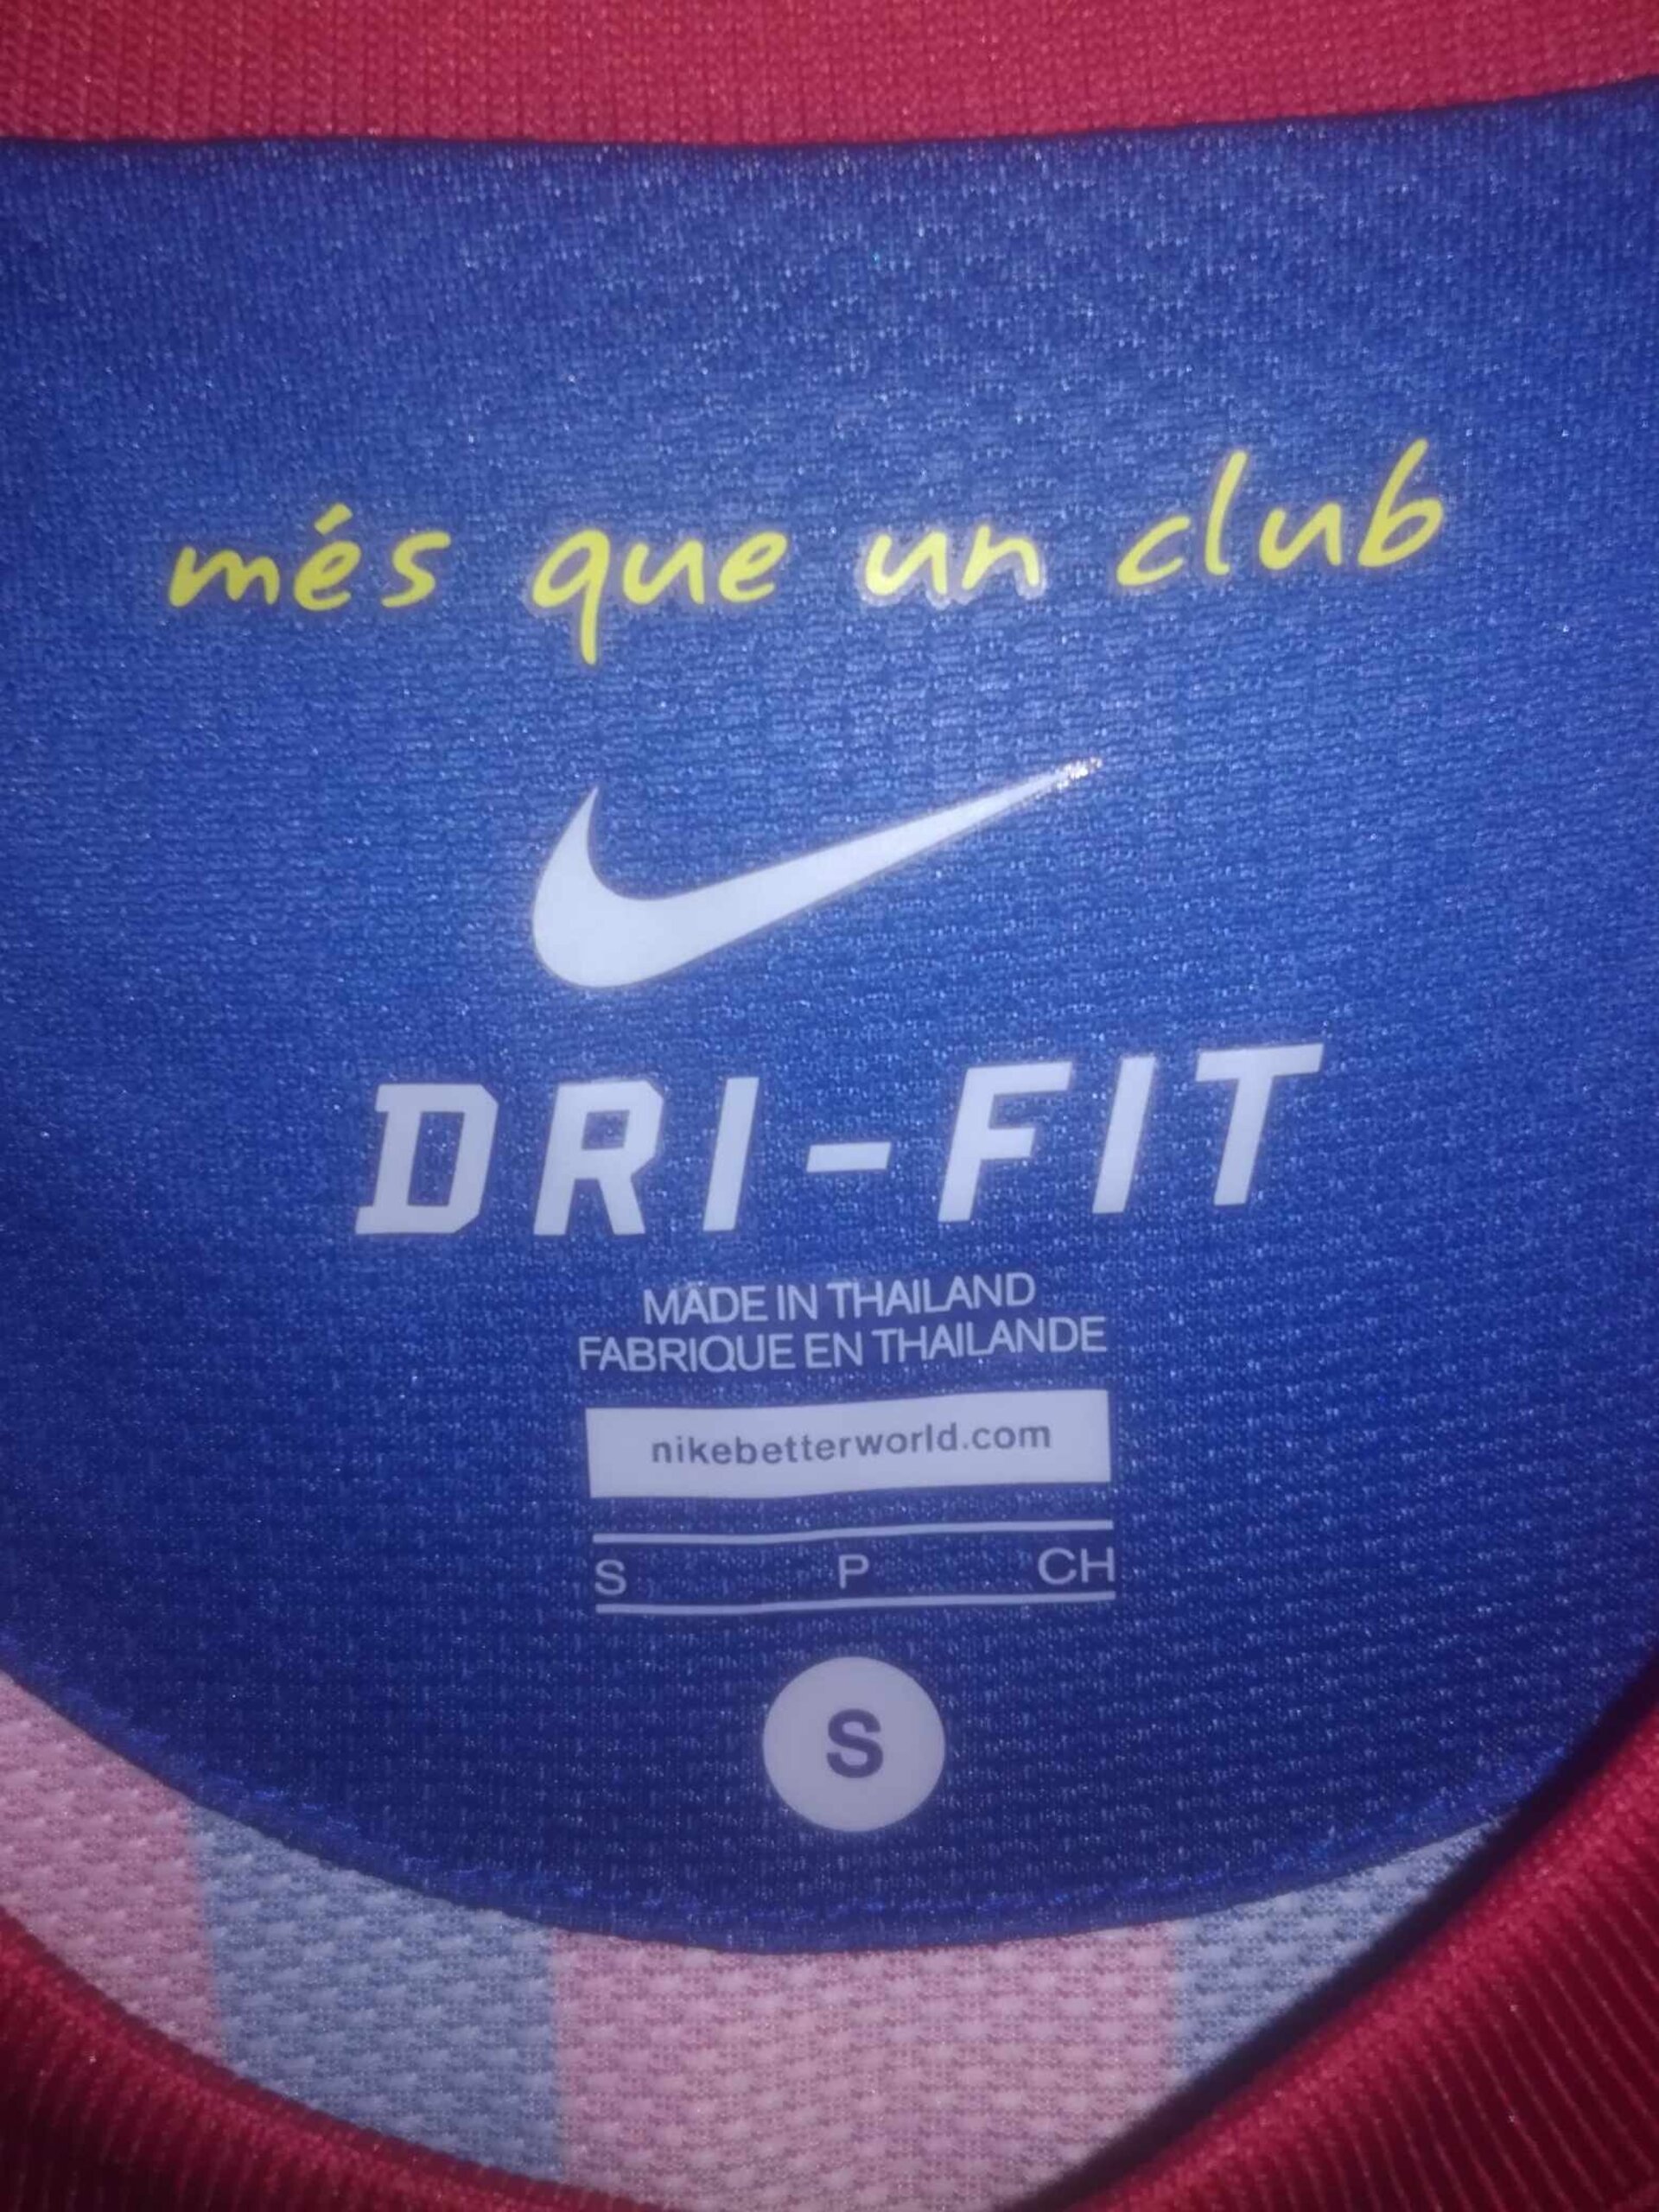 més que un club
DRI-FIT
MADE IN THAILAND
FABRIQUE EN THAILANDE
nikebetterworld.com
S P CH
S